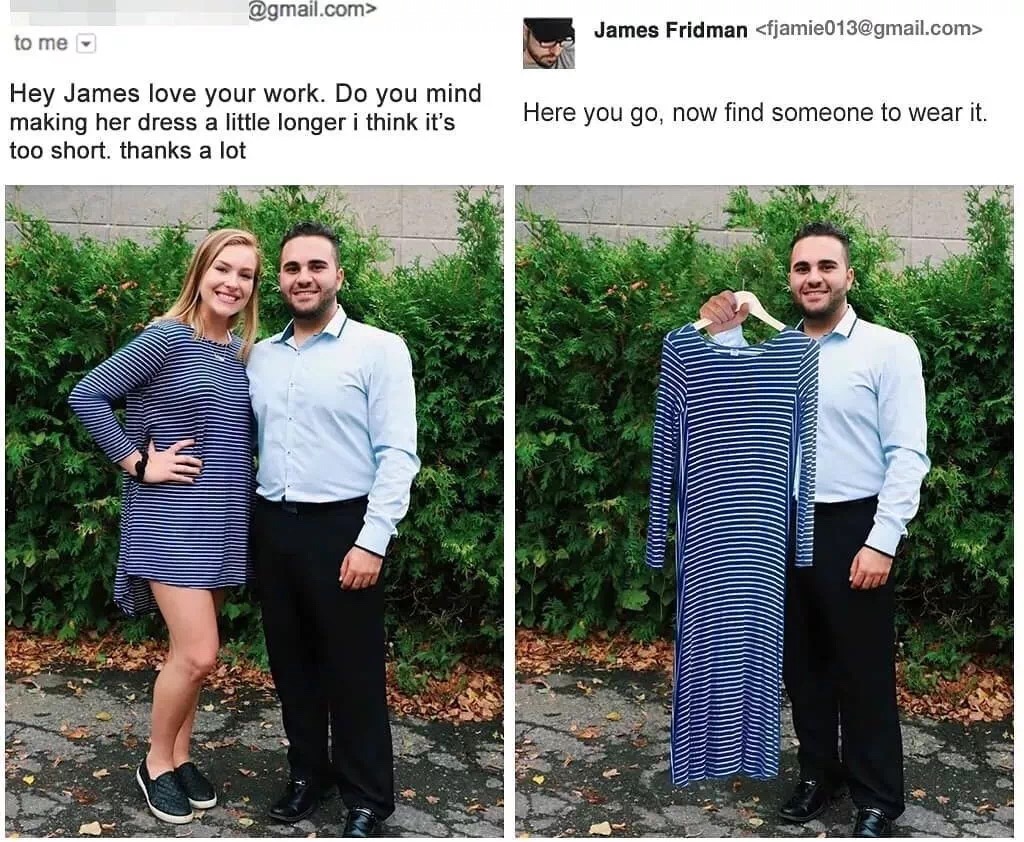 @gmail.com>
to me
Hey James love your work. Do you mind
making her dress a little longer i think it's
too short. thanks a lot
James Fridman <fjamie013@gmail.com>
Here you go, now find someone to wear it.